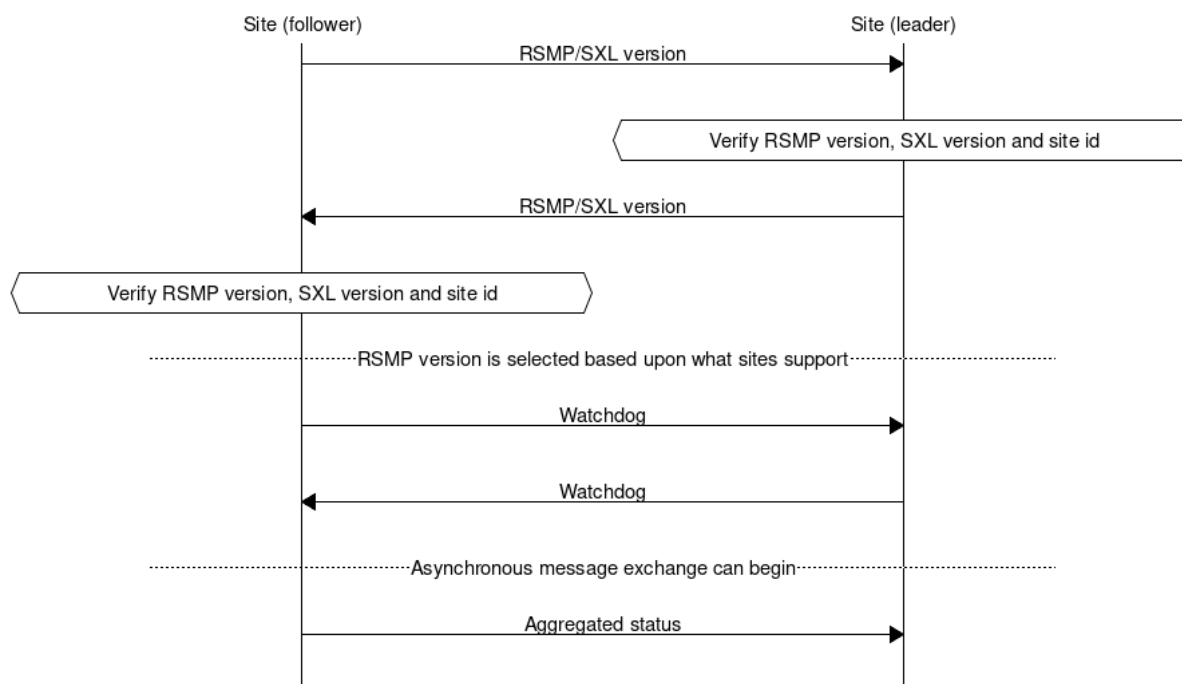 Site (follower)
Site (leader)
RSMP/SXL version
Verify RSMP version, SXL version and site id
RSMP/SXL version
Verify RSMP version, SXL version and site id
RSMP version is selected based upon what sites support
Watchdog
Watchdog
Asynchronous message exchange can begin
Aggregated status